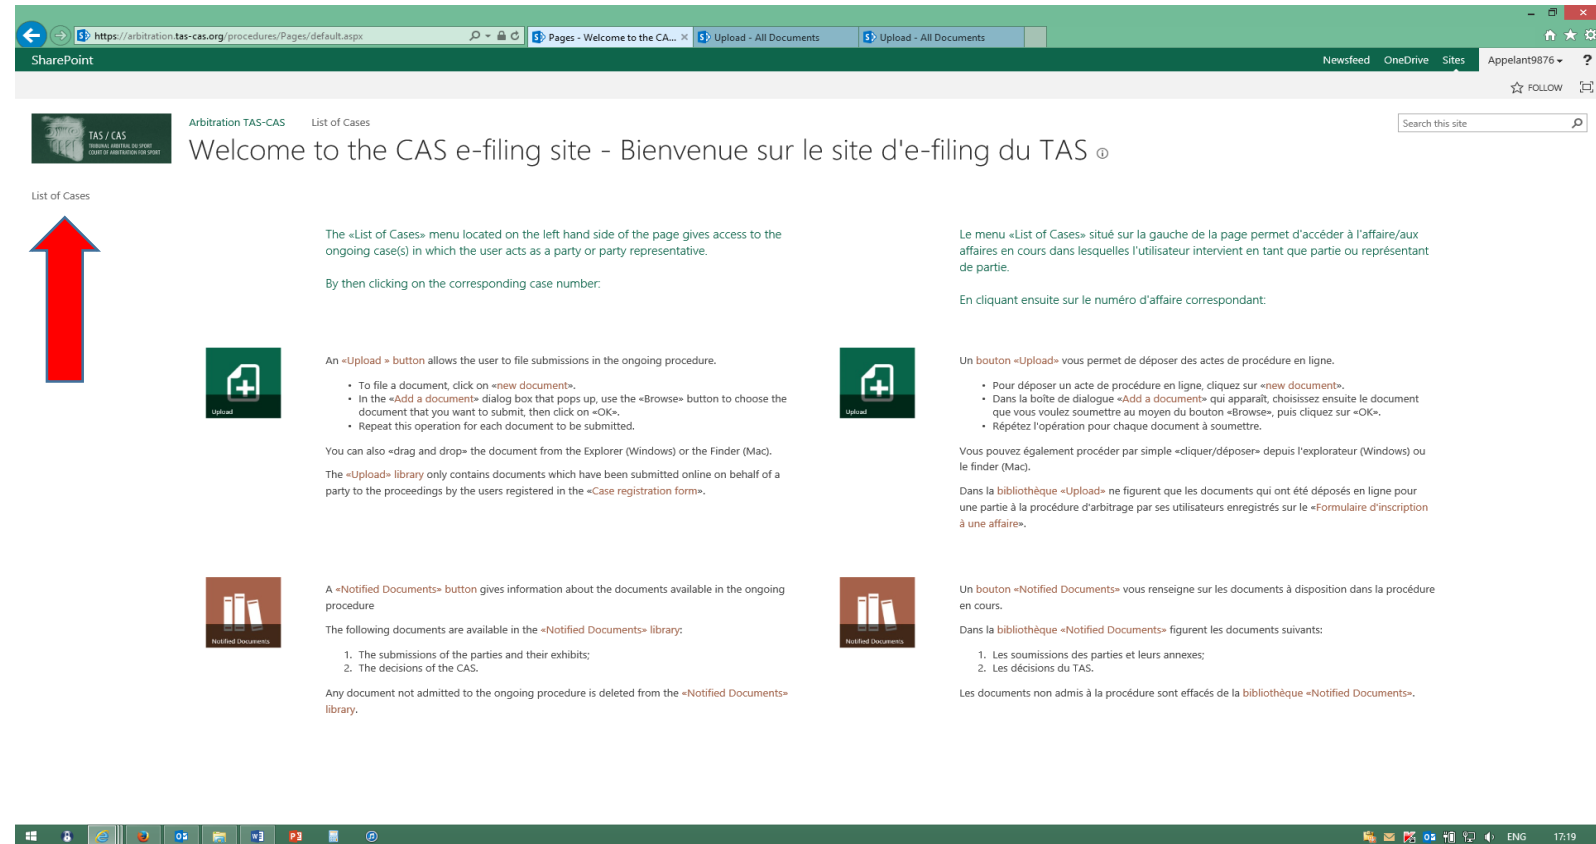 https://arbitration.tas-cas.org/procedures/Pages/default.aspx
Pages - Welcome to the CA...
Upload - All Documents
Upload - All Documents
SharePoint
Newsfeed OneDrive Sites Appelant9876 ?
FOLLOW
TAS / CAS
TRIBUNAL ARBITRAL DU SPORT
COURT OF ARBITRATION FOR SPORT
Arbitration TAS-CAS List of Cases
Search this site
Welcome to the CAS e-filing site - Bienvenue sur le site d'e-filing du TAS
List of Cases
The «List of Cases» menu located on the left hand side of the page gives access to the
ongoing case(s) in which the user acts as a party or party representative.
By then clicking on the corresponding case number:
Upload
An «Upload » button allows the user to file submissions in the ongoing procedure.
• To file a document, click on «new document».
• In the «Add a document» dialog box that pops up, use the «Browse» button to choose the
document that you want to submit, then click on «OK».
• Repeat this operation for each document to be submitted.
You can also «drag and drop» the document from the Explorer (Windows) or the Finder (Mac).
The «Upload» library only contains documents which have been submitted online on behalf of a
party to the proceedings by the users registered in the «Case registration form».
Notified Documents
A «Notified Documents» button gives information about the documents available in the ongoing
procedure
The following documents are available in the «Notified Documents» library:
1. The submissions of the parties and their exhibits;
2. The decisions of the CAS.
Any document not admitted to the ongoing procedure is deleted from the «Notified Documents»
library.
Le menu «List of Cases» situé sur la gauche de la page permet d'accéder à l'affaire/aux
affaires en cours dans lesquelles l'utilisateur intervient en tant que partie ou représentant
de partie.
En cliquant ensuite sur le numéro d'affaire correspondant:
Upload
Un bouton «Upload» vous permet de déposer des actes de procédure en ligne.
• Pour déposer un acte de procédure en ligne, cliquez sur «new document».
• Dans la boîte de dialogue «Add a document» qui apparaît, choisissez ensuite le document
que vous voulez soumettre au moyen du bouton «Browse», puis cliquez sur «OK».
• Répétez l'opération pour chaque document à soumettre.
Vous pouvez également procéder par simple «cliquer/déposer» depuis l'explorateur (Windows) ou
le finder (Mac).
Dans la bibliothèque «Upload» ne figurent que les documents qui ont été déposés en ligne pour
une partie à la procédure d'arbitrage par ses utilisateurs enregistrés sur le «Formulaire d'inscription
à une affaire».
Notified Documents
Un bouton «Notified Documents» vous renseigne sur les documents à disposition dans la procédure
en cours.
Dans la bibliothèque «Notified Documents» figurent les documents suivants:
1. Les soumissions des parties et leurs annexes;
2. Les décisions du TAS.
Les documents non admis à la procédure sont effacés de la bibliothèque «Notified Documents».
ENG 17:19